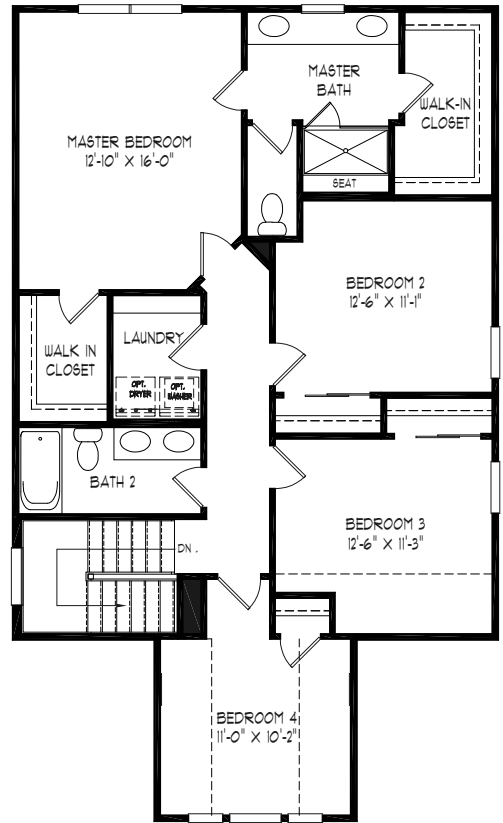 MASTER
BATH
WALK-IN
CLOSET
MASTER BEDROOM
12'-10" X 16'-0"
SEAT
BEDROOM 2
12'-6" X 11'-1"
LAUNDRY
WALK IN
CLOSET
OPT.
DRYER
OPT.
WASHER
BATH 2
BEDROOM 3
12'-6" X 11'-3"
DN.
BEDROOM 4
11'-0" X 10'-2"